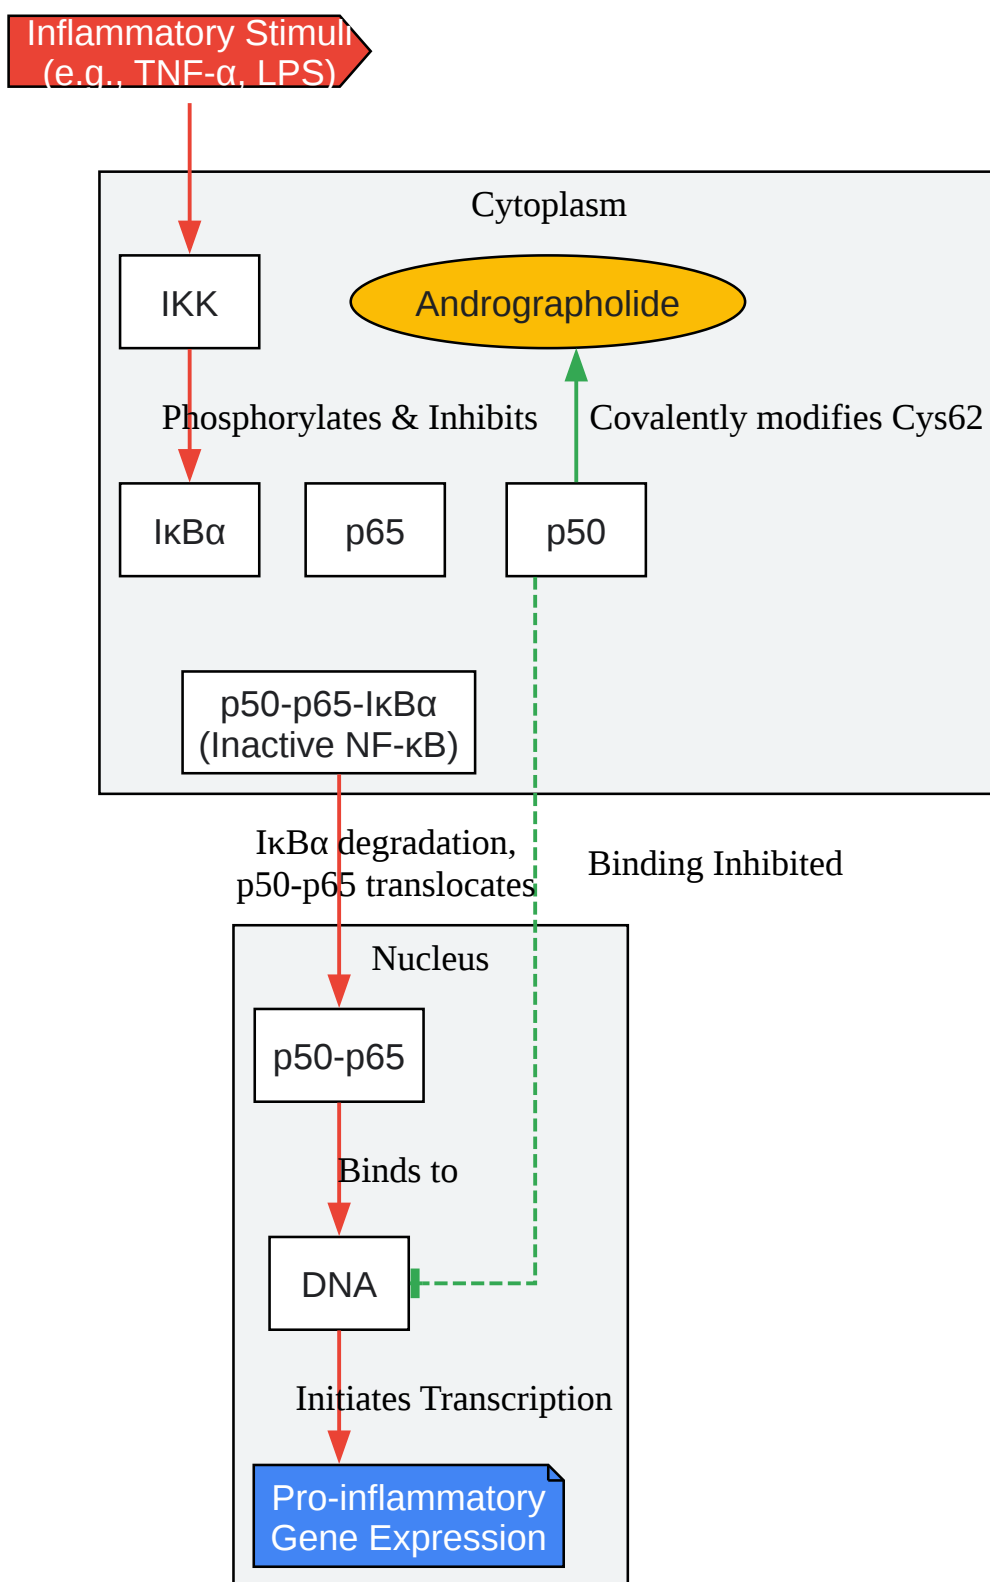 Inflammatory Stimuli
(e.g., TNF-α, LPS)
Cytoplasm
IKK
Andrographolide
Phosphorylates & Inhibits
Covalently modifies Cys62
IκBα
p65
p50
p50-p65-IκBα
(Inactive NF-κB)
IκBα degradation,
p50-p65 translocates
Binding Inhibited
Nucleus
p50-p65
Binds to
DNA
Initiates Transcription
Pro-inflammatory
Gene Expression